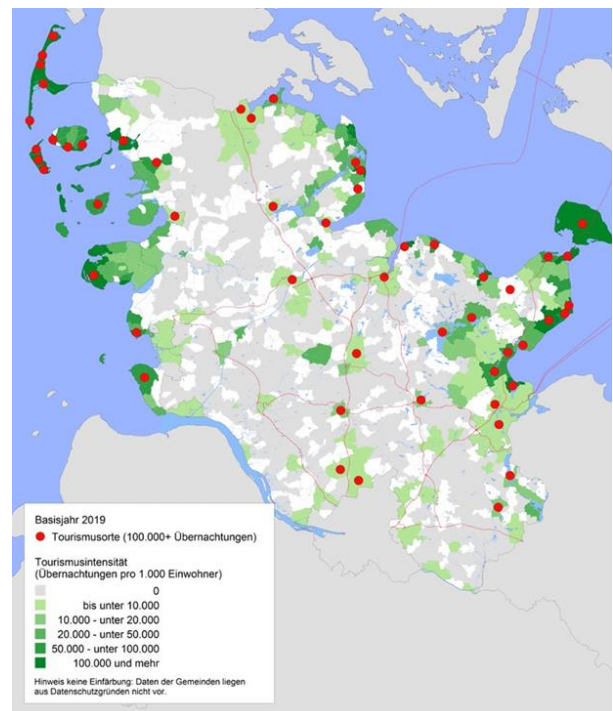 Basisjahr 2019
Tourismusorte (100.000+ Übernachtungen)
Tourismusintensität
(Übernachtungen pro 1.000 Einwohner)
0
bis unter 10.000
10.000 - unter 20.000
20.000 - unter 50.000
50.000 - unter 100.000
100.000 und mehr
Hinweis keine Einfärbung: Daten der Gemeinden liegen
aus Datenschutzgründen nicht vor.